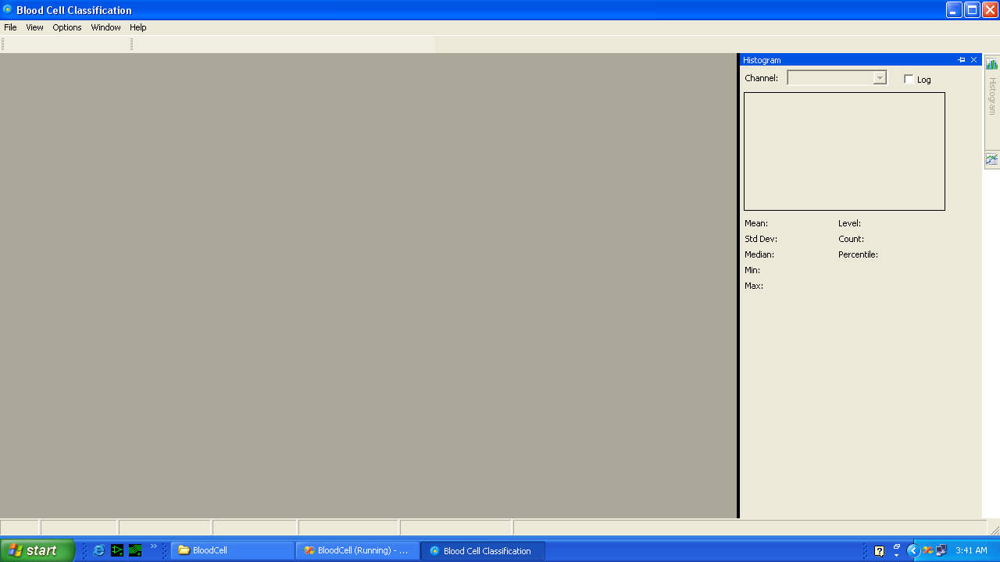 Blood Cell Classification
File View Options Window Help
Histogram
Channel: Log
Histogram
Mean: Level:
Std Dev: Count:
Median: Percentile:
Min:
Max:
start BloodCell BloodCell (Running) - ... Blood Cell Classification 3:41 AM